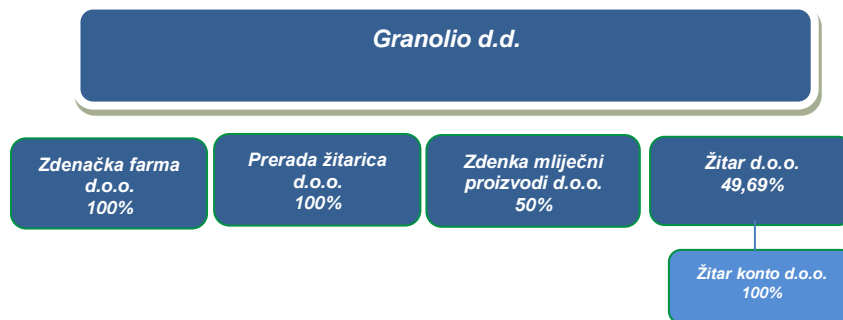 Granolio d.d.
Zdenačka farma
d.o.o.
100%
Prerada žitarica
d.o.o.
100%
Zdenka mliječni
proizvodi d.o.o.
50%
Žitar d.o.o.
49,69%
Žitar konto d.o.o.
100%